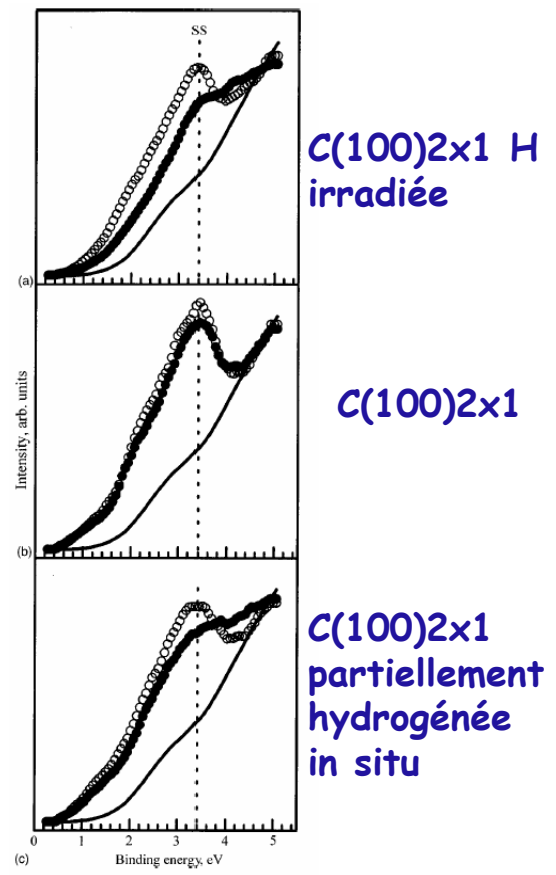 SS
C(100)2x1 H
irradiée
(a)
C(100)2x1
Intensity, arb. units
(b)
C(100)2x1
partiellement
hydrogénée
in situ
0 1 2 3 4 5
(c)
Binding energy, eV